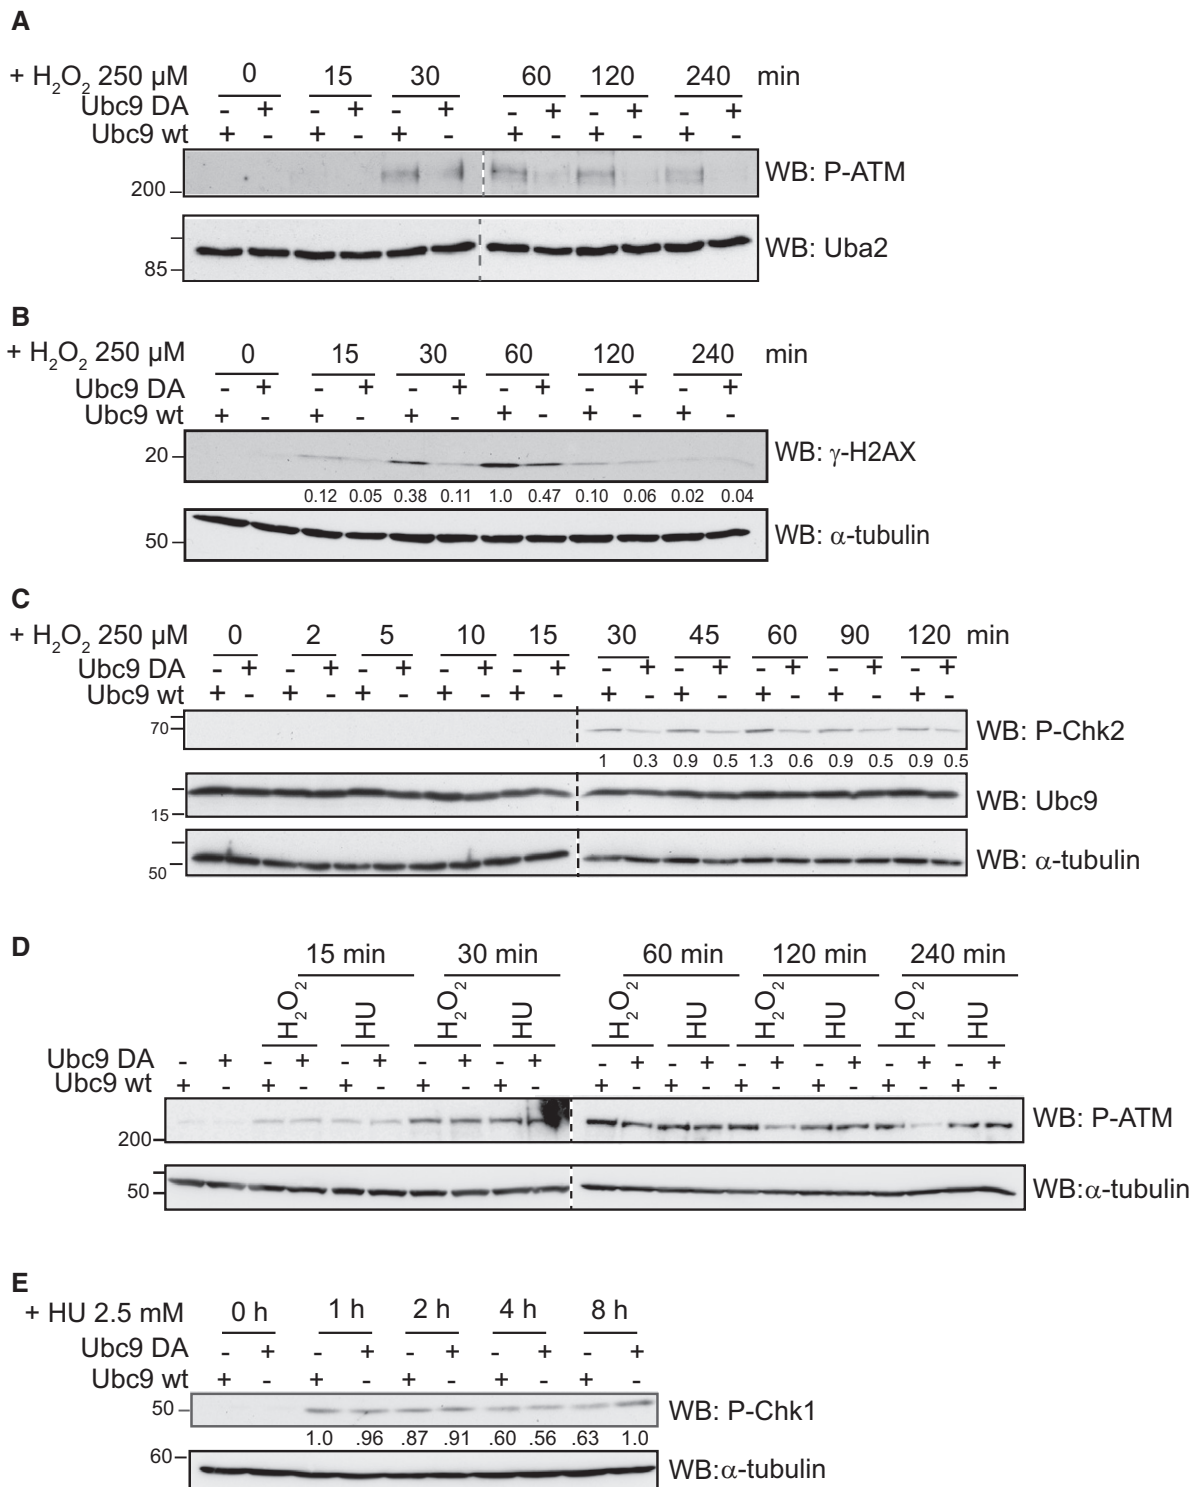 A
+ H2O2 250 µM 0 15 30 60 120 240 min
Ubc9 DA - + - + - + - + - + - +
Ubc9 wt + - + - + - + - + - + -
200 WB: P-ATM
85 WB: Uba2
B
+ H2O2 250 µM 0 15 30 60 120 240 min
Ubc9 DA - + - + - + - + - + - +
Ubc9 wt + - + - + - + - + - + -
20 WB: γ-H2AX
0.12 0.05 0.38 0.11 1.0 0.47 0.10 0.06 0.02 0.04
50 WB: α-tubulin
C
+ H2O2 250 µM 0 2 5 10 15 30 45 60 90 120 min
Ubc9 DA - + - + - + - + - + - + - + - + - + - +
Ubc9 wt + - + - + - + - + - + - + - + - + - + -
70 WB: P-Chk2
1 0.3 0.9 0.5 1.3 0.6 0.9 0.5 0.9 0.5
15 WB: Ubc9
50 WB: α-tubulin
D
15 min 30 min 60 min 120 min 240 min
H2O2 HU H2O2 HU H2O2 HU H2O2 HU H2O2 HU
Ubc9 DA - + - + - + - + - + - + - + - + - + - + - +
Ubc9 wt + - + - + - + - + - + - + - + - + - + - + -
200 WB: P-ATM
50 WB:α-tubulin
E
+ HU 2.5 mM 0 h 1 h 2 h 4 h 8 h
Ubc9 DA - + - + - + - + - +
Ubc9 wt + - + - + - + - + -
50 WB: P-Chk1
1.0 .96 .87 .91 .60 .56 .63 1.0
60 WB:α-tubulin